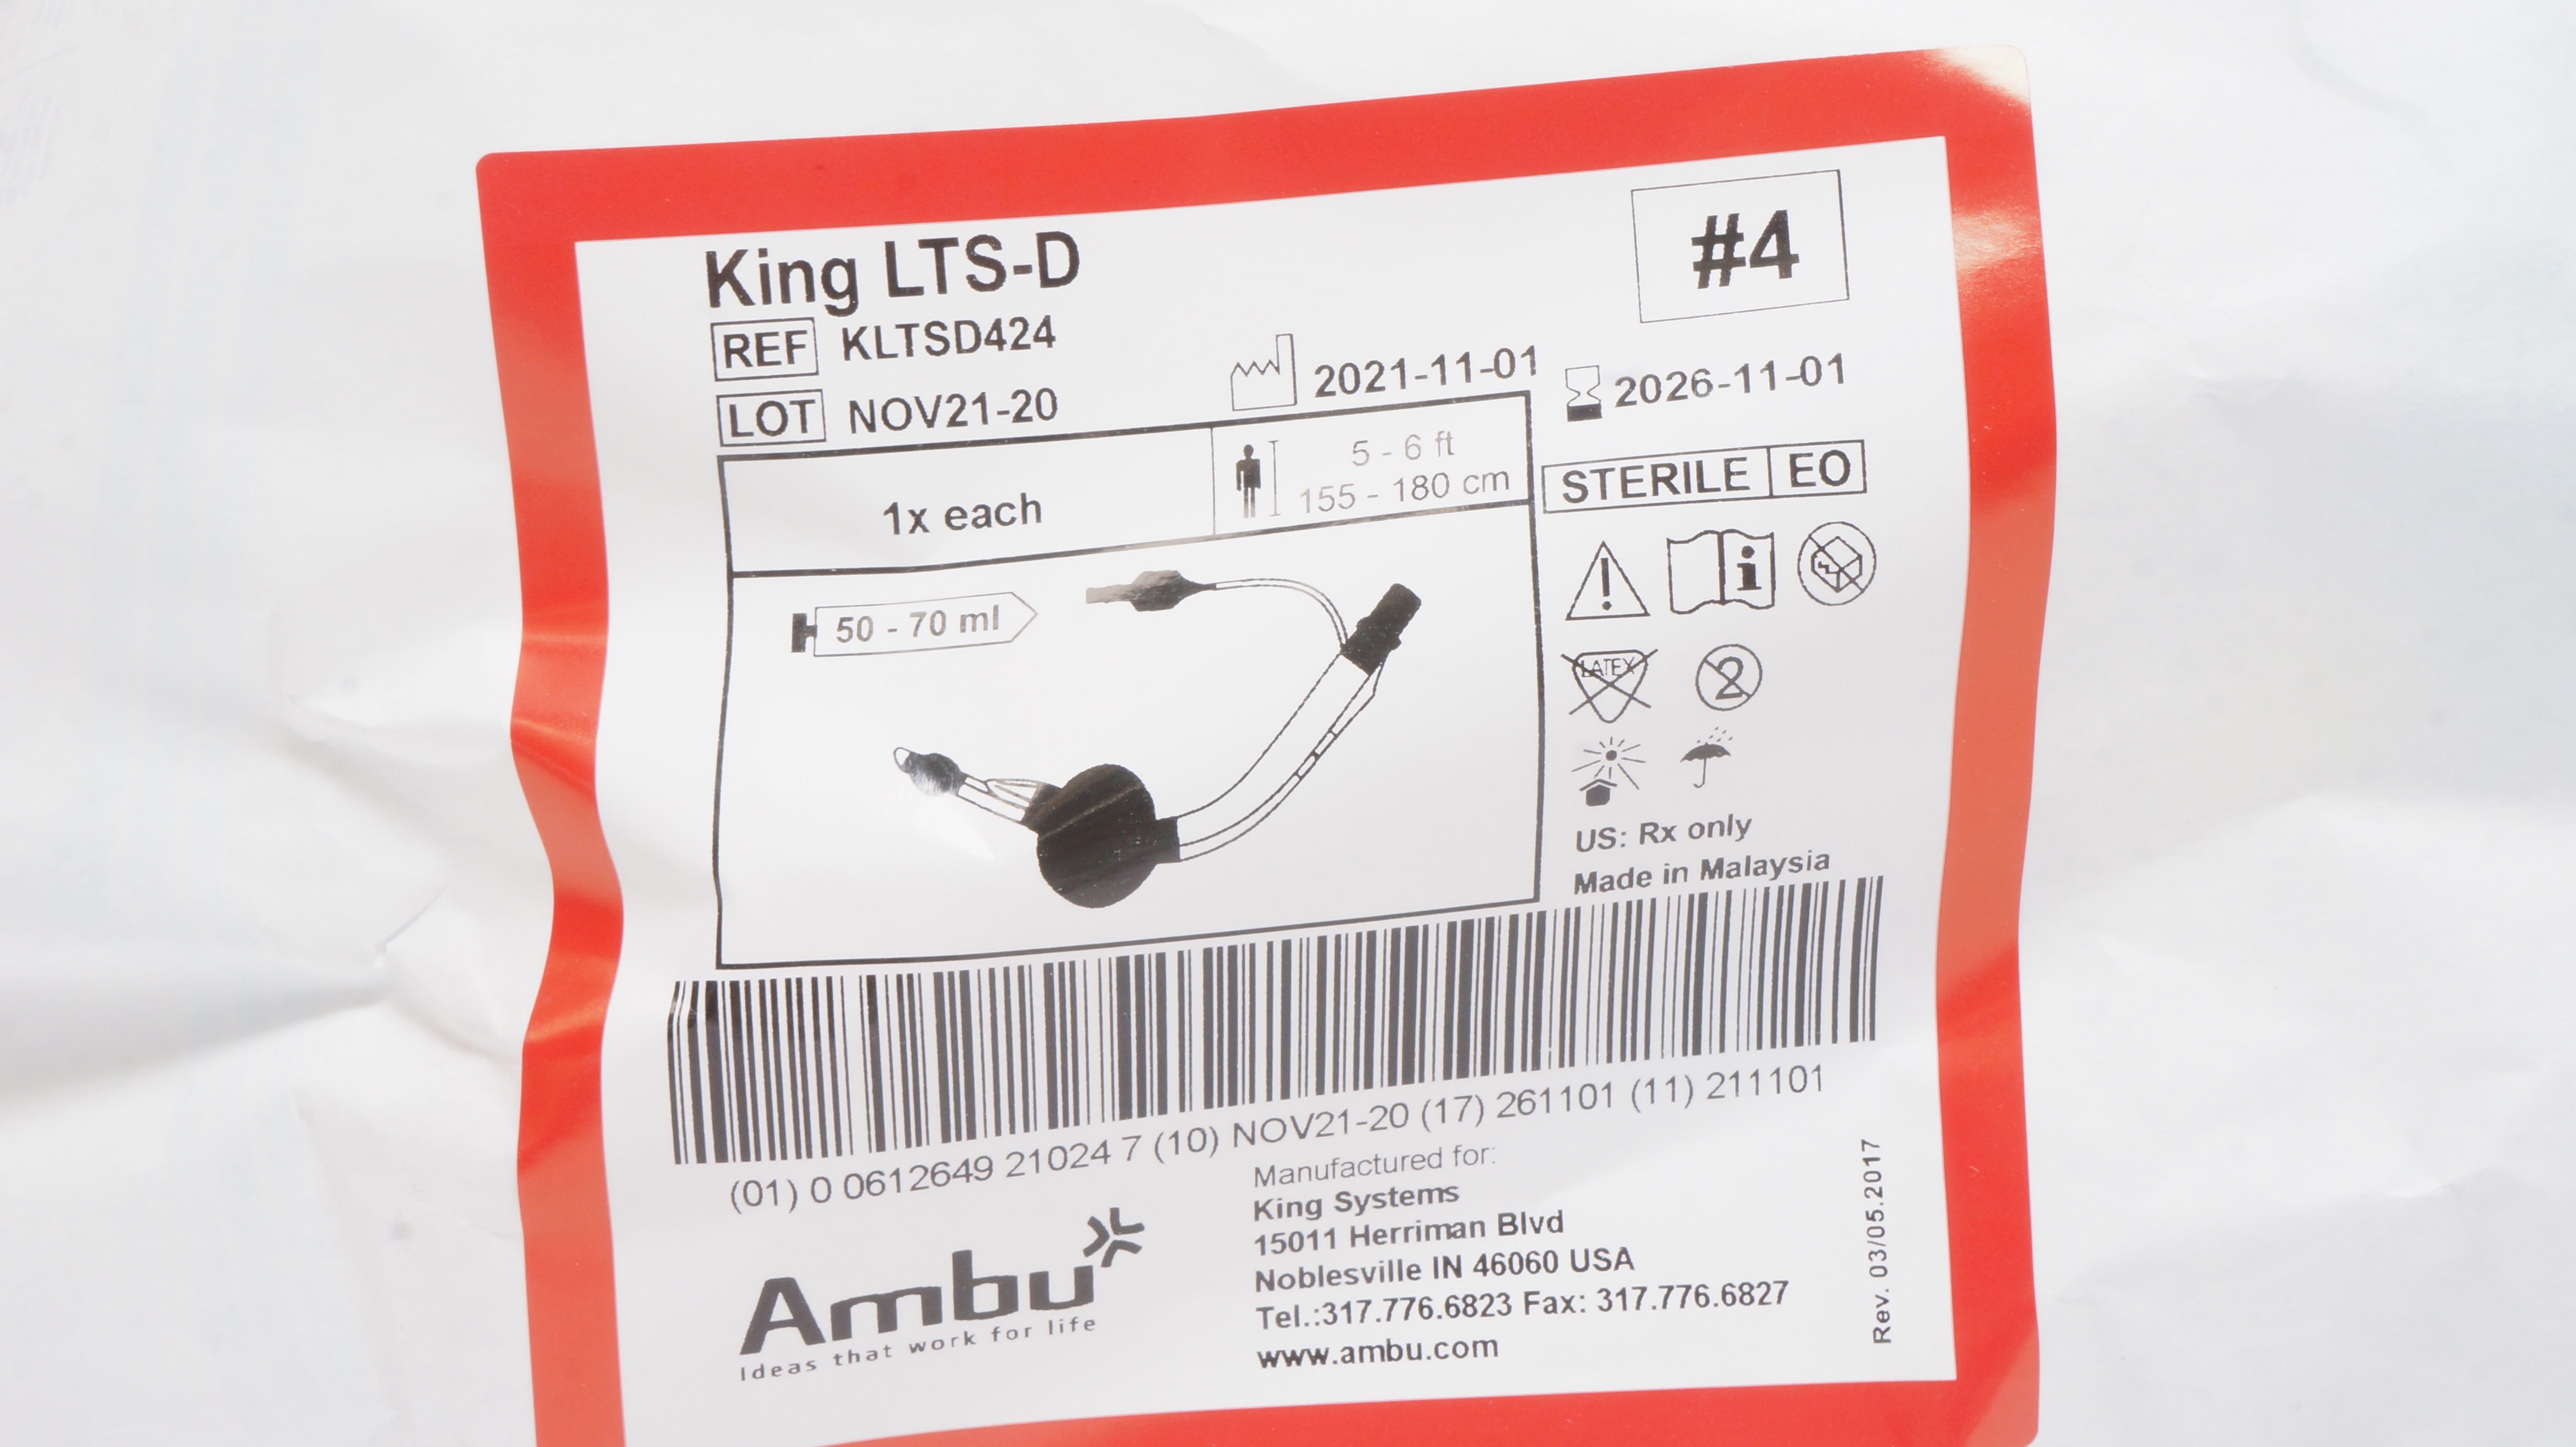 King LTS-D
#4
REF KLTSD424
LOT NOV21-20
2021-11-01
2026-11-01
1x each
5 - 6 ft
155 - 180 cm
STERILE EO
50 - 70 ml
LATEX
2
US: Rx only
Made in Malaysia
(01) 0 0612649 21024 7 (10) NOV21-20 (17) 261101 (11) 211101
Ambu
Ideas that work for life
Manufactured for:
King Systems
15011 Herriman Blvd
Noblesville IN 46060 USA
Tel.:317.776.6823 Fax: 317.776.6827
www.ambu.com
Rev. 03/05.2017